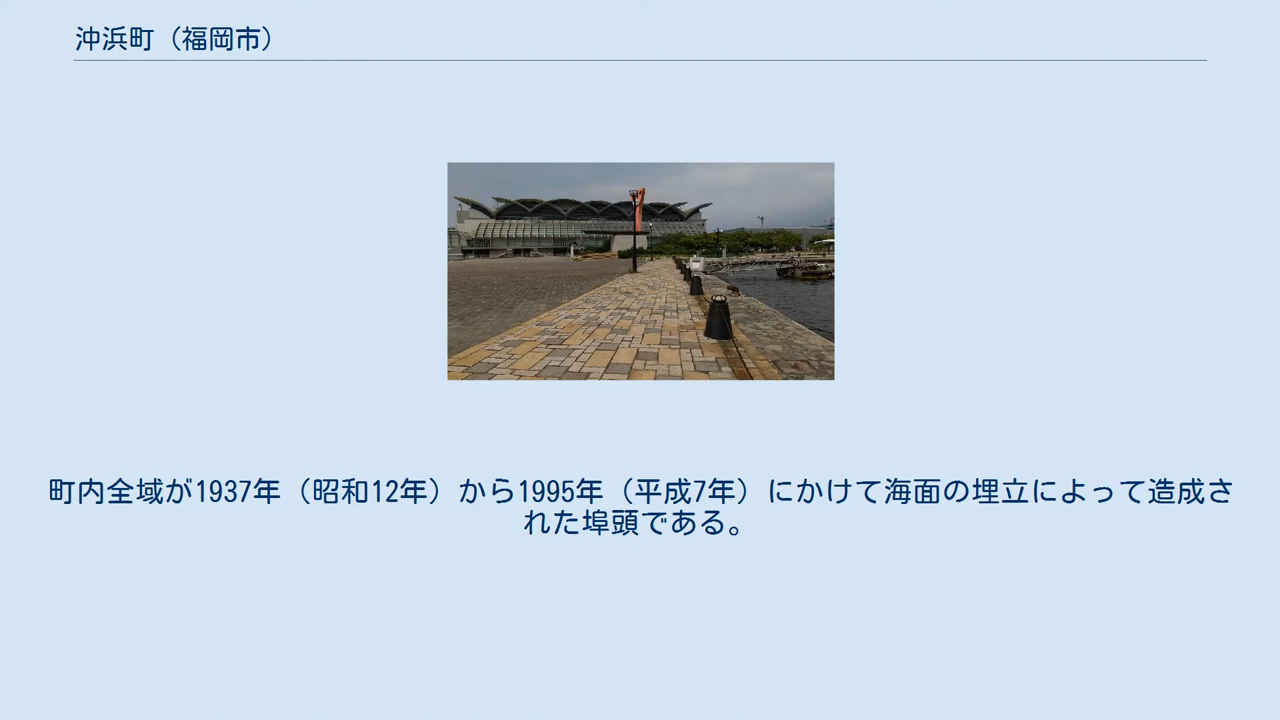 沖浜町（福岡市）
町内全域が1937年（昭和12年）から1995年（平成7年）にかけて海面の埋立によって造成さ
れた埠頭である。